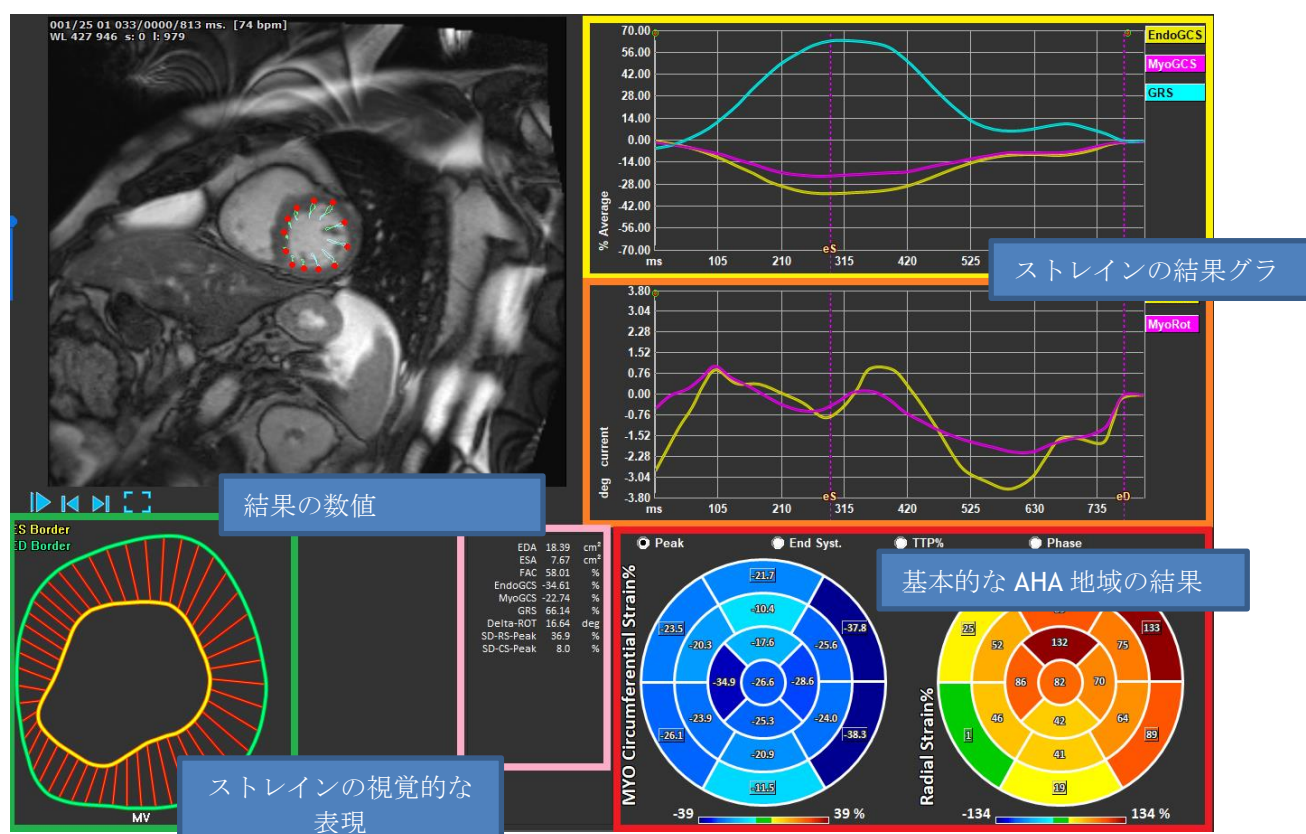 001/25 01 033/0000/813 ms. [74 bpm]
WL 427 946 s: 0 l: 979
70.00
56.00
42.00
28.00
14.00
0.00
-14.00
-28.00
-42.00
-56.00
-70.00
% Average
ms
105
210
315
420
525
eS
EndoGCS
MyoGCS
GRS
ストレインの結果グラ
3.80
3.04
2.28
1.52
0.76
0.00
-0.76
-1.52
-2.28
-3.04
-3.80
deg current
ms
105
210
315
420
525
630
735
eS
eD
MyoRot
結果の数値
ES Border
ED Border
MV
ストレインの視覚的な
表現
EDA 18.39 cm²
ESA 7.67 cm²
FAC 58.01 %
EndoGCS -34.61 %
MyoGCS -22.74 %
GRS 66.14 %
Delta-ROT 16.64 deg
SD-RS-Peak 36.9 %
SD-CS-Peak 8.0 %
Peak
End Syst.
TTP%
Phase
基本的な AHA 地域の結果
MYO Circumferential Strain%
-21.7
-10.4
-23.5
-37.8
-20.3
-17.6
-25.6
-34.9
-26.6
-28.6
-23.9
-25.3
-24.0
-26.1
-38.3
-20.9
-11.5
-39
39 %
Radial Strain%
25
133
52
132
75
86
82
70
46
42
64
1
89
41
19
-134
134 %